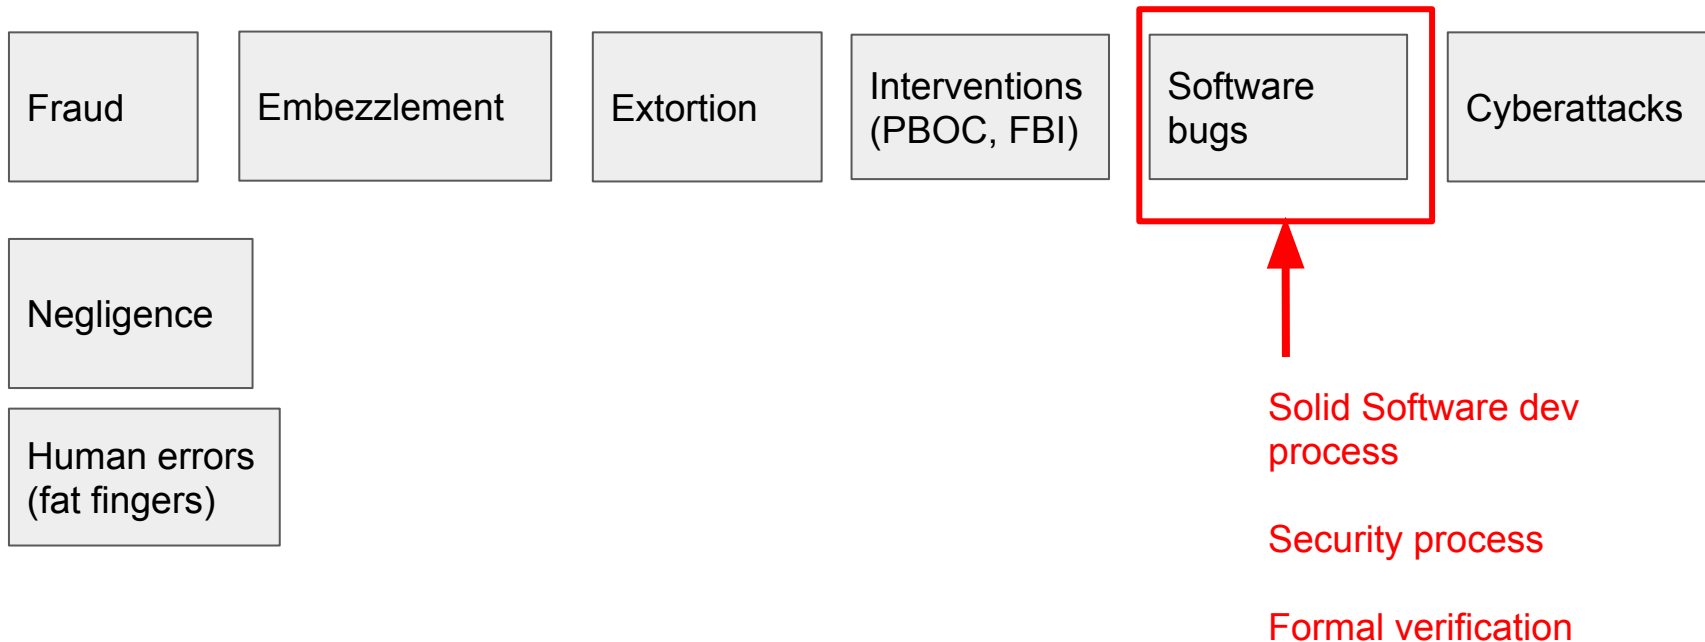 Fraud
Embezzlement
Extortion
Interventions
(PBOC, FBI)
Software
bugs
Cyberattacks
Negligence
Human errors
(fat fingers)
Solid Software dev
process
Security process
Formal verification